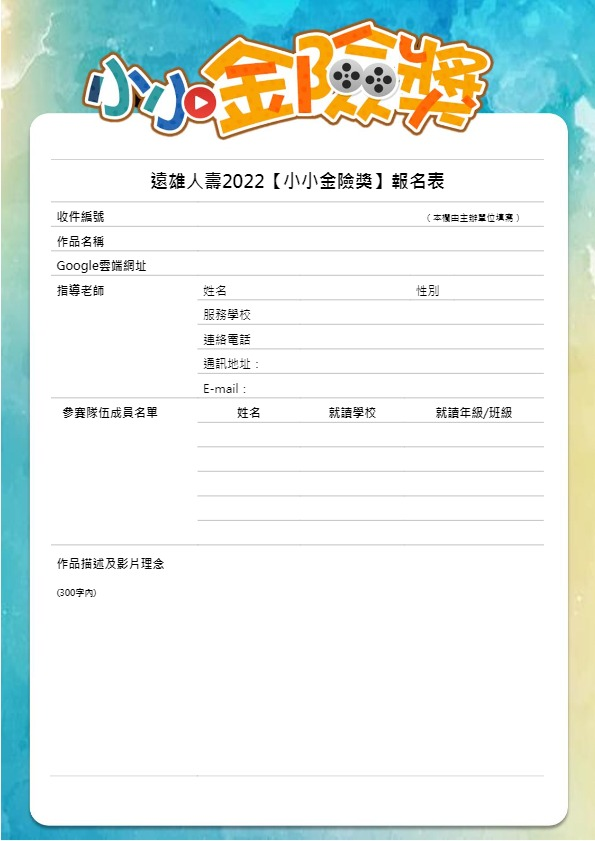 小小金險獎
遠雄人壽2022【小小金險獎】報名表
收件編號 （本欄由主辦單位填寫）
作品名稱
Google雲端網址
指導老師 姓名 性別
服務學校
連絡電話
通訊地址：
E-mail：
參賽隊伍成員名單 姓名 就讀學校 就讀年級/班級
作品描述及影片理念
(300字內)